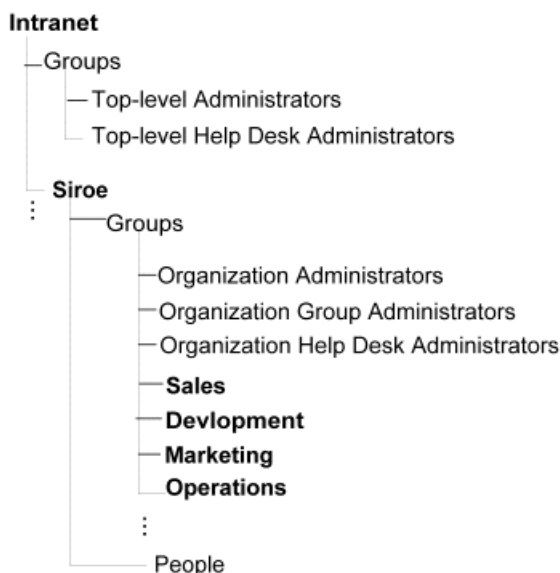 Intranet
Groups
Top-level Administrators
Top-level Help Desk Administrators
Siroe
Groups
Organization Administrators
Organization Group Administrators
Organization Help Desk Administrators
Sales
Devlopment
Marketing
Operations
People